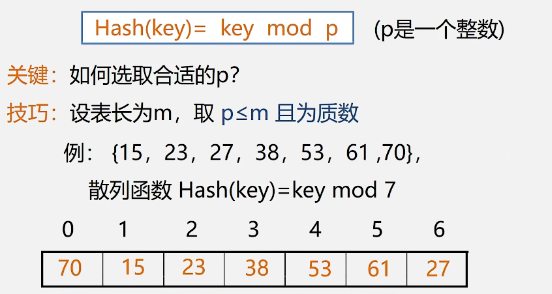 Hash(key)= key mod p (p是一个整数)
关键：如何选取合适的p?
技巧：设表长为m，取 p≤m 且为质数
例： {15，23，27，38，53，61 ,70}，
散列函数 Hash(key)=key mod 7
0 1 2 3 4 5 6
70 15 23 38 53 61 27